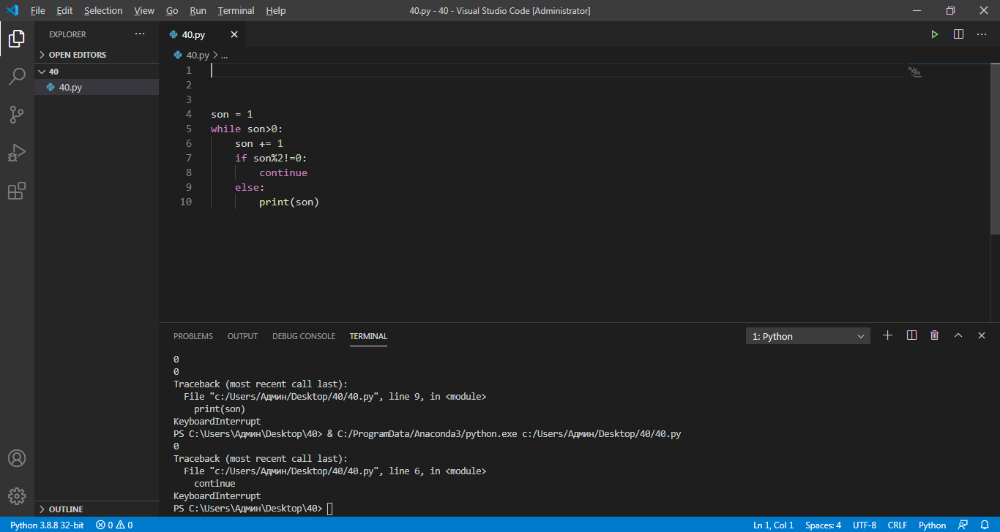 File Edit Selection View Go Run Terminal Help
40.py - 40 - Visual Studio Code [Administrator]
EXPLORER
OPEN EDITORS
40
40.py
OUTLINE
40.py
40.py > ...
1
2
3
4 son = 1
5 while son>0:
6 son += 1
7 if son%2!=0:
8 continue
9 else:
10 print(son)
PROBLEMS OUTPUT DEBUG CONSOLE TERMINAL
1: Python
0
0
Traceback (most recent call last):
File "c:/Users/Админ/Desktop/40/40.py", line 9, in <module>
print(son)
KeyboardInterrupt
PS C:\Users\Админ\Desktop\40> & C:/ProgramData/Anaconda3/python.exe c:/Users/Админ/Desktop/40/40.py
0
Traceback (most recent call last):
File "c:/Users/Админ/Desktop/40/40.py", line 6, in <module>
continue
KeyboardInterrupt
PS C:\Users\Админ\Desktop\40>
Python 3.8.8 32-bit 0 0
Ln 1, Col 1 Spaces: 4 UTF-8 CRLF Python